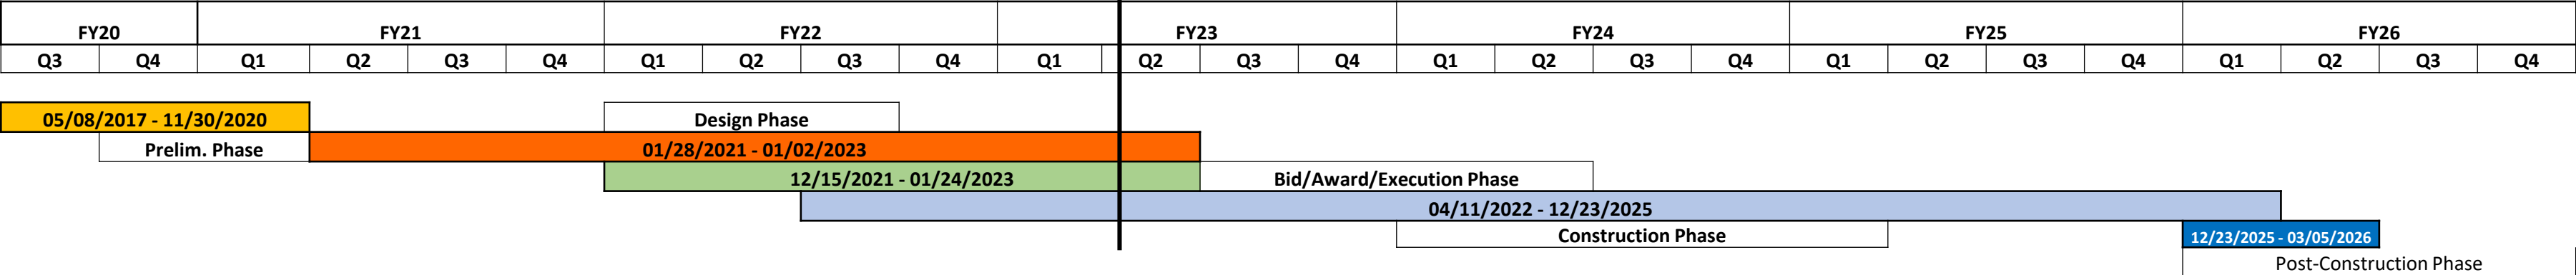 FY20 FY21 FY22 FY23 FY24 FY25 FY26
Q3 Q4 Q1 Q2 Q3 Q4 Q1 Q2 Q3 Q4 Q1 Q2 Q3 Q4 Q1 Q2 Q3 Q4 Q1 Q2 Q3 Q4 Q1 Q2 Q3 Q4
05/08/2017 - 11/30/2020 Design Phase
Prelim. Phase 01/28/2021 - 01/02/2023
12/15/2021 - 01/24/2023 Bid/Award/Execution Phase
04/11/2022 - 12/23/2025
Construction Phase 12/23/2025 - 03/05/2026
Post-Construction Phase